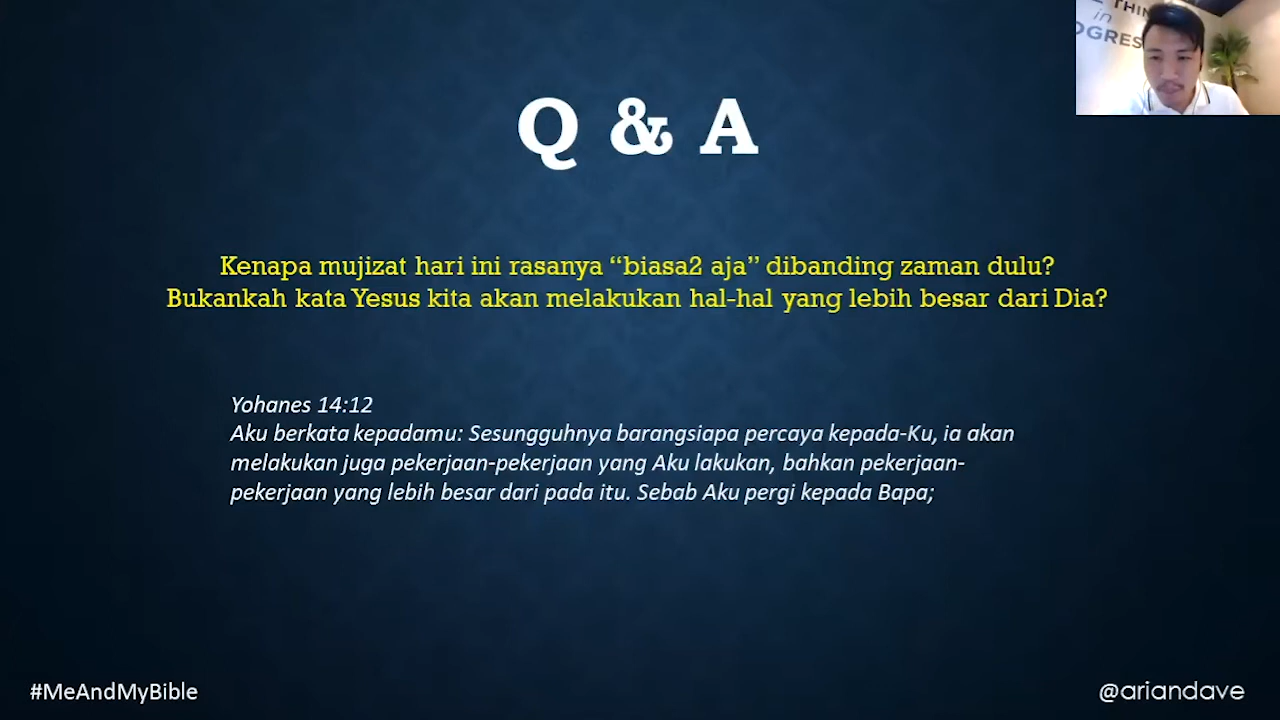 THIN
in
OGRES
Q & A
Kenapa mujizat hari ini rasanya “biasa2 aja” dibanding zaman dulu?
Bukankah kata Yesus kita akan melakukan hal-hal yang lebih besar dari Dia?
Yohanes 14:12
Aku berkata kepadamu: Sesungguhnya barangsiapa percaya kepada-Ku, ia akan
melakukan juga pekerjaan-pekerjaan yang Aku lakukan, bahkan pekerjaan-
pekerjaan yang lebih besar dari pada itu. Sebab Aku pergi kepada Bapa;
#MeAndMyBible
@ariandave